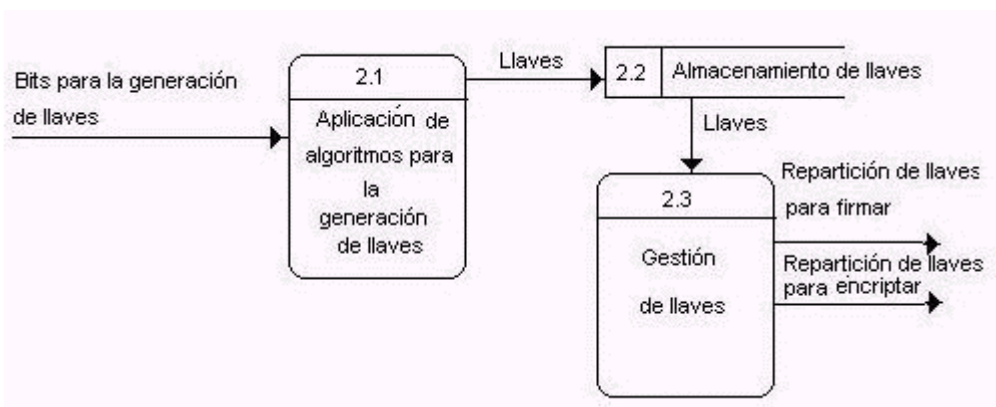 Bits para la generación
de llaves
2.1
Aplicación de
algoritmos para
la
generación
de llaves
Llaves
2.2 Almacenamiento de llaves
Llaves
2.3
Gestión
de llaves
Repartición de llaves
para firmar
Repartición de llaves
para encriptar